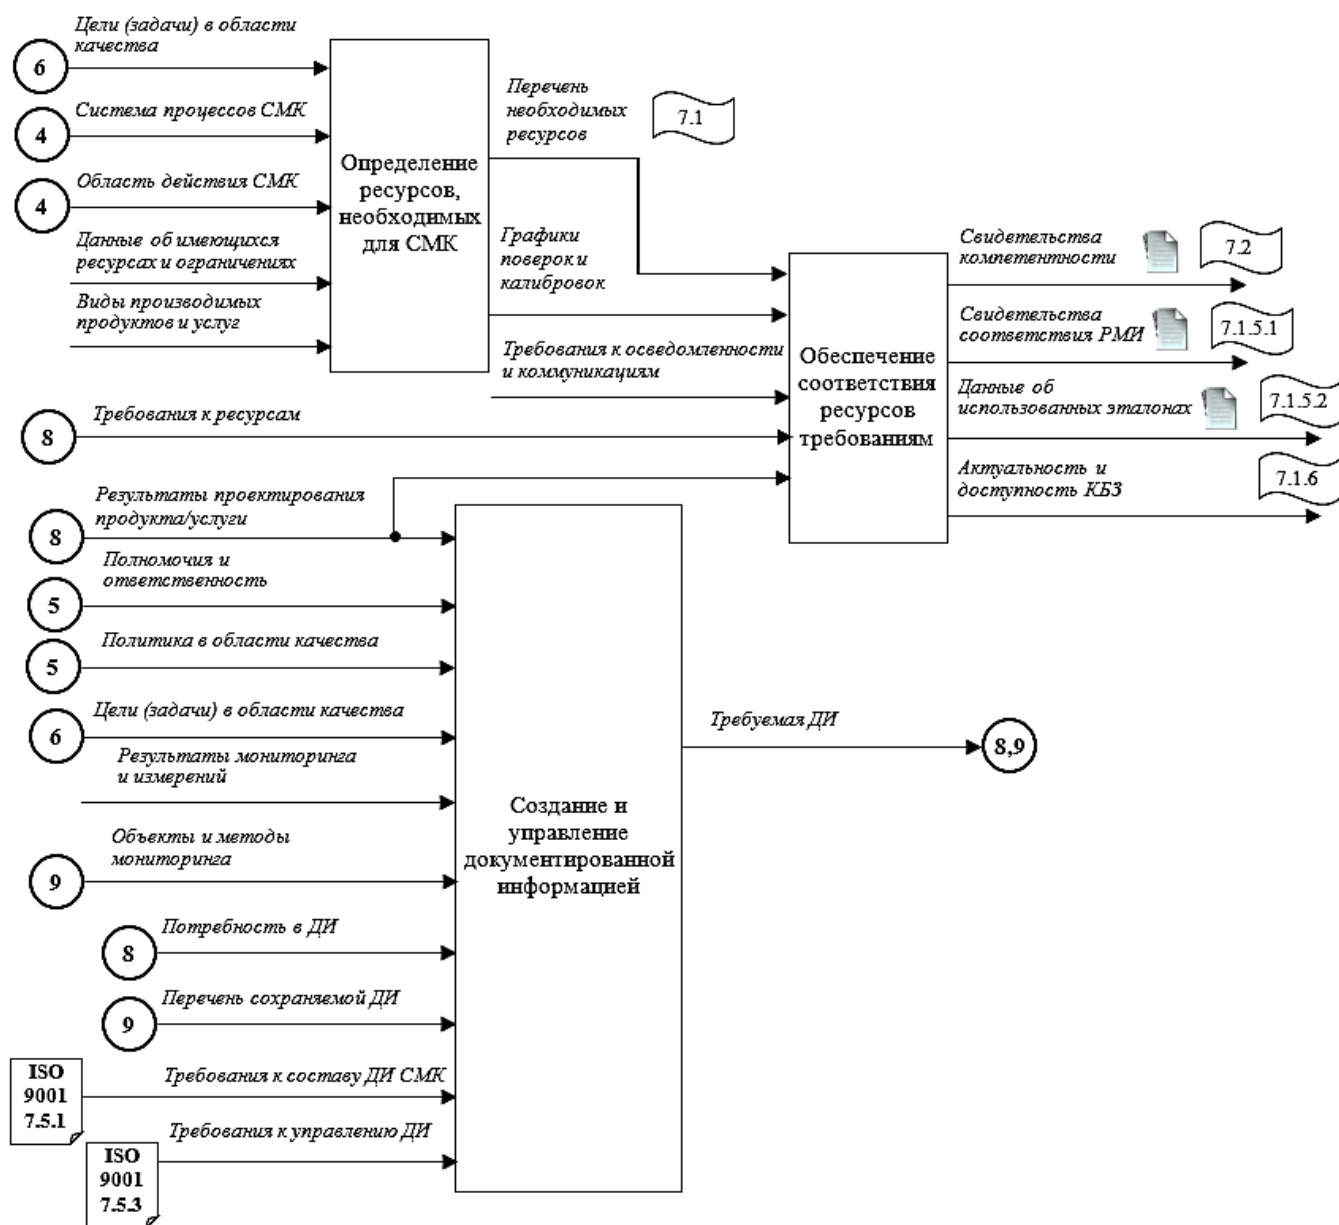 Цели (задачи) в области
качества
6
Система процессов СМК
4
Область действия СМК
4
Данные об имеющихся
ресурсах и ограничениях
Виды производимых
продуктов и услуг
Определение
ресурсов,
необходимых
для СМК
Перечень
необходимых
ресурсов
7.1
Графики
поверок и
калибровок
Требования к осведомленности
и коммуникациям
Требования к ресурсам
8
Обеспечение
соответствия
ресурсов
требованиям
Свидетельства
компетентности
7.2
Свидетельства
соответствия РМИ
7.1.5.1
Данные об
использованных эталонах
7.1.5.2
Актуальность и
доступность КБЗ
7.1.6
Результаты проектирования
продукта/услуги
8
Полномочия и
ответственность
5
Политика в области качества
5
Цели (задачи) в области качества
6
Результаты мониторинга
и измерений
Объекты и методы
мониторинга
9
Потребность в ДИ
8
Перечень сохраняемой ДИ
9
Требования к составу ДИ СМК
ISO
9001
7.5.1
Требования к управлению ДИ
ISO
9001
7.5.3
Создание и
управление
документированной
информацией
Требуемая ДИ
8,9